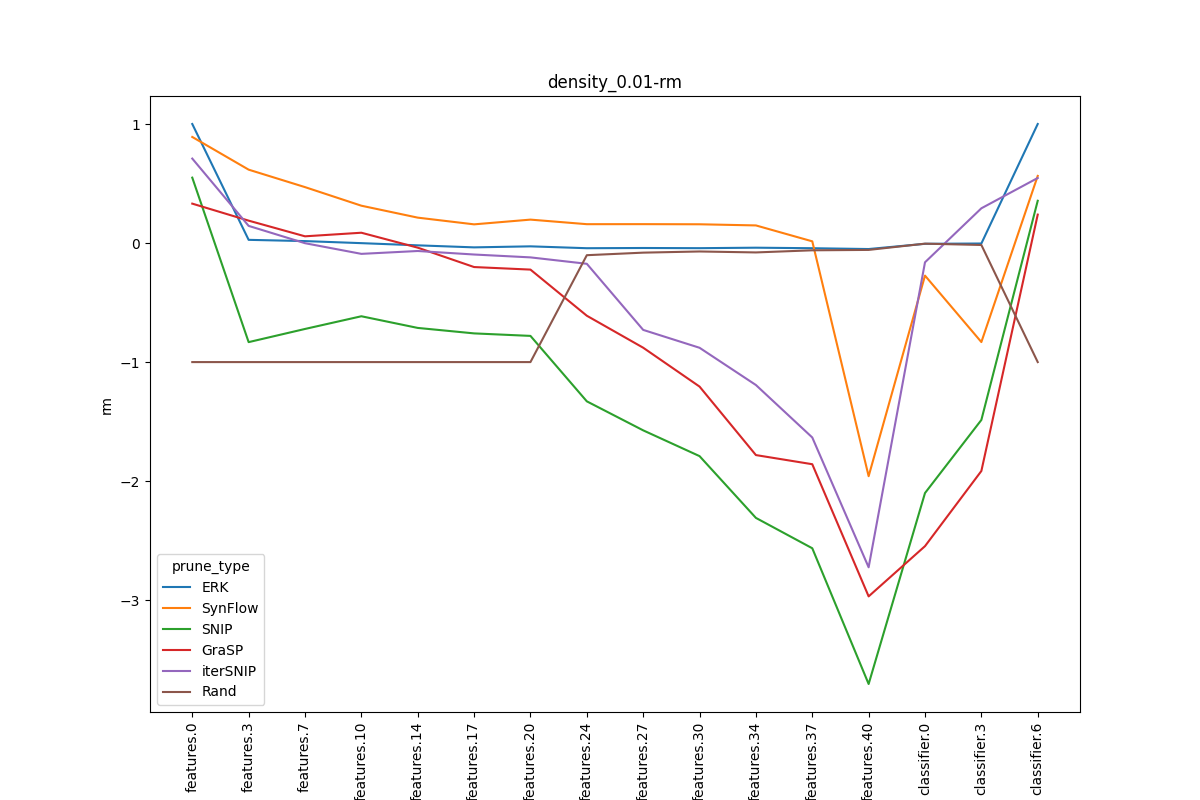 density_0.01-rm
rm
1
0
−1
−2
−3
prune_type
ERK
SynFlow
SNIP
GraSP
iterSNIP
Rand
features.0
features.3
features.7
features.10
features.14
features.17
features.20
features.24
features.27
features.30
features.34
features.37
features.40
classifier.0
classifier.3
classifier.6